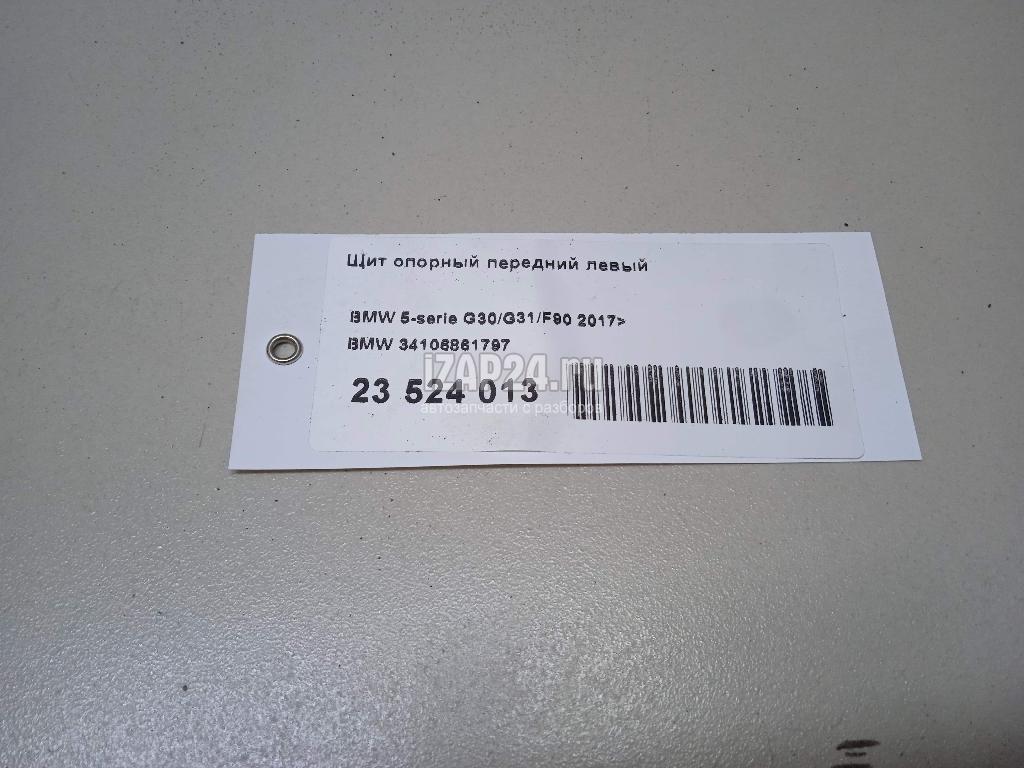 Щит опорный передний левый
BMW 5-serie G30/G31/F90 2017>
BMW 34106861797
iZAP24.ru
23 524 013
автозапчасти с разборов